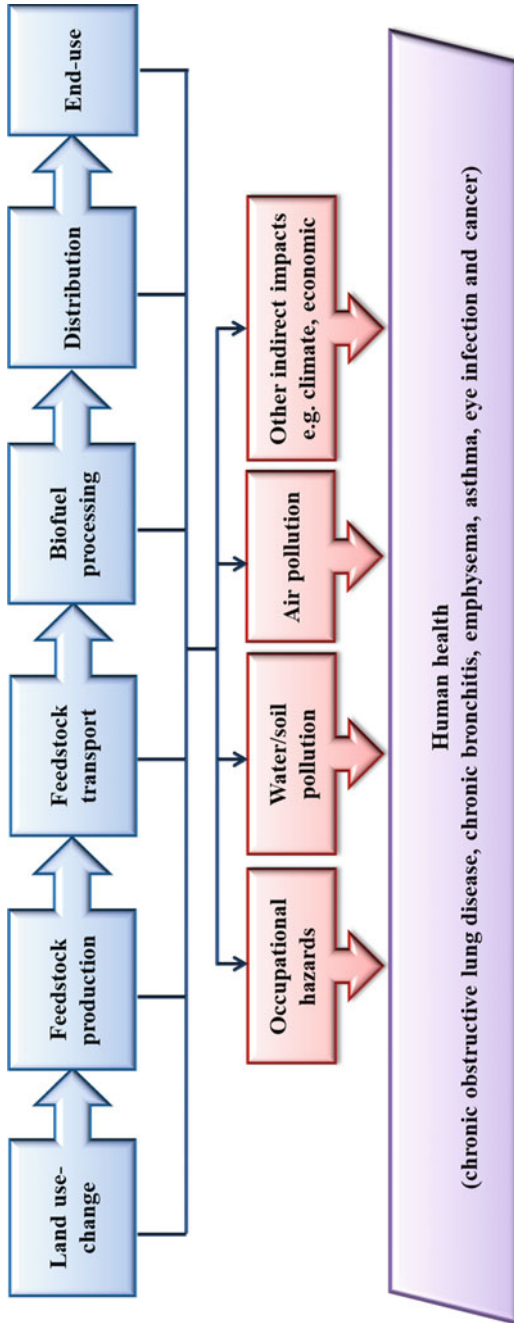 Land use-
change
Feedstock
production
Feedstock
transport
Biofuel
processing
Distribution
End-use
Occupational
hazards
Water/soil
pollution
Air pollution
Other indirect impacts
e.g. climate, economic
Human health
(chronic obstructive lung disease, chronic bronchitis, emphysema, asthma, eye infection and cancer)